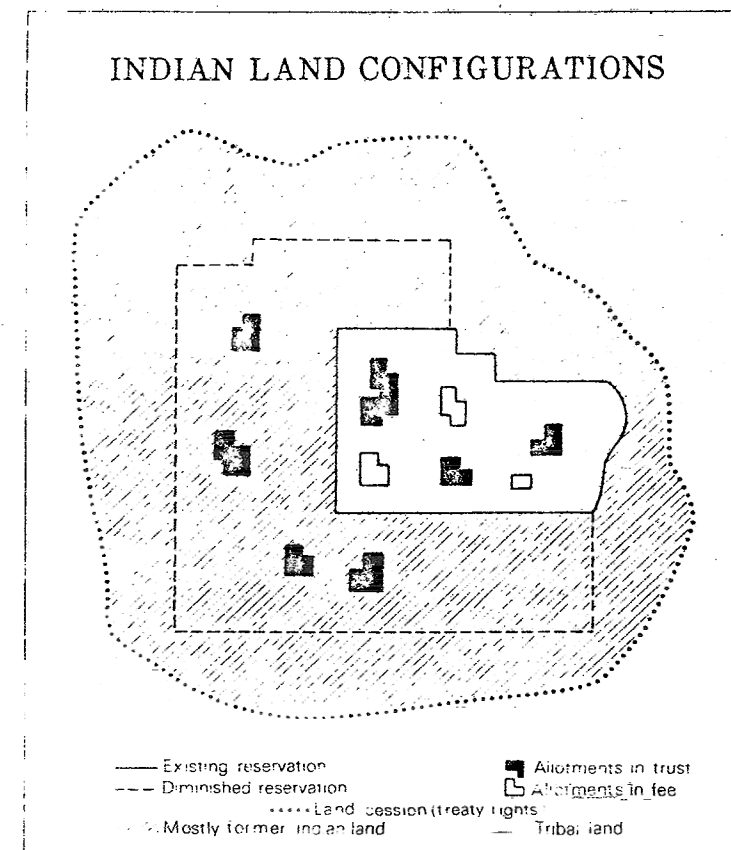 INDIAN LAND CONFIGURATIONS
Existing reservation
Allotments in trust
Diminished reservation
Allotments in fee
Land cession (treaty rights)
Mostly former indian land
Tribal land